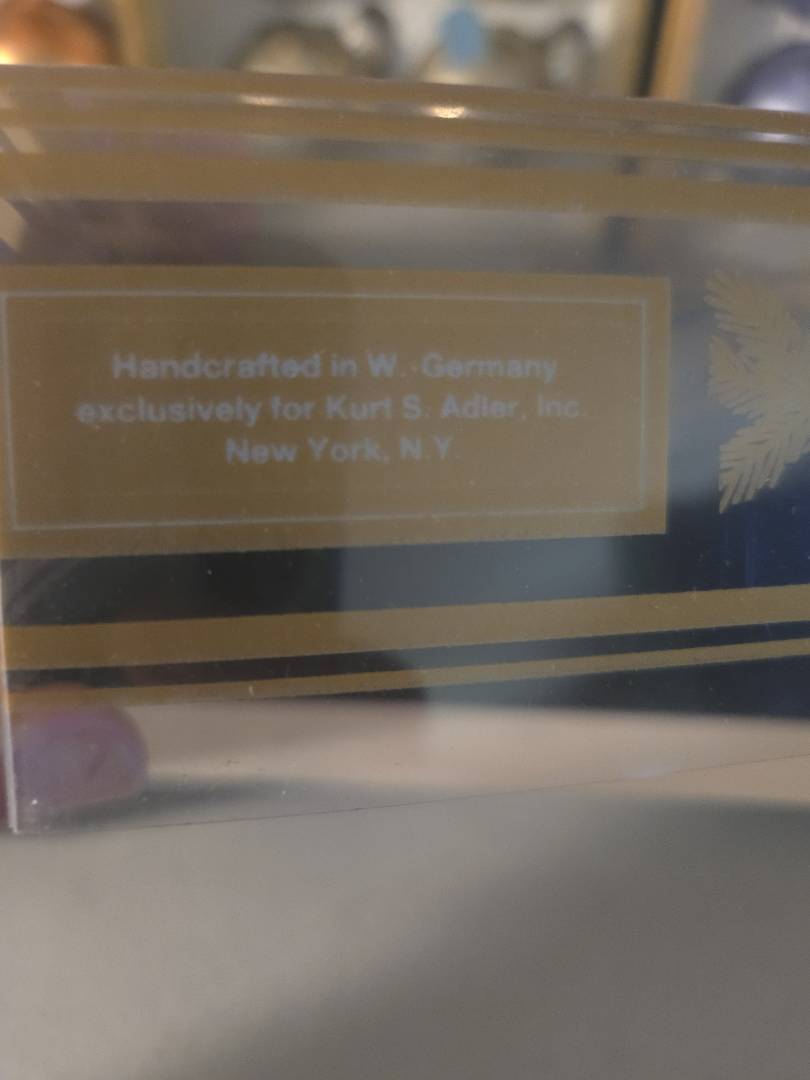 Handcrafted in W. Germany
exclusively for Kurt S. Adler, Inc.
New York, N.Y.